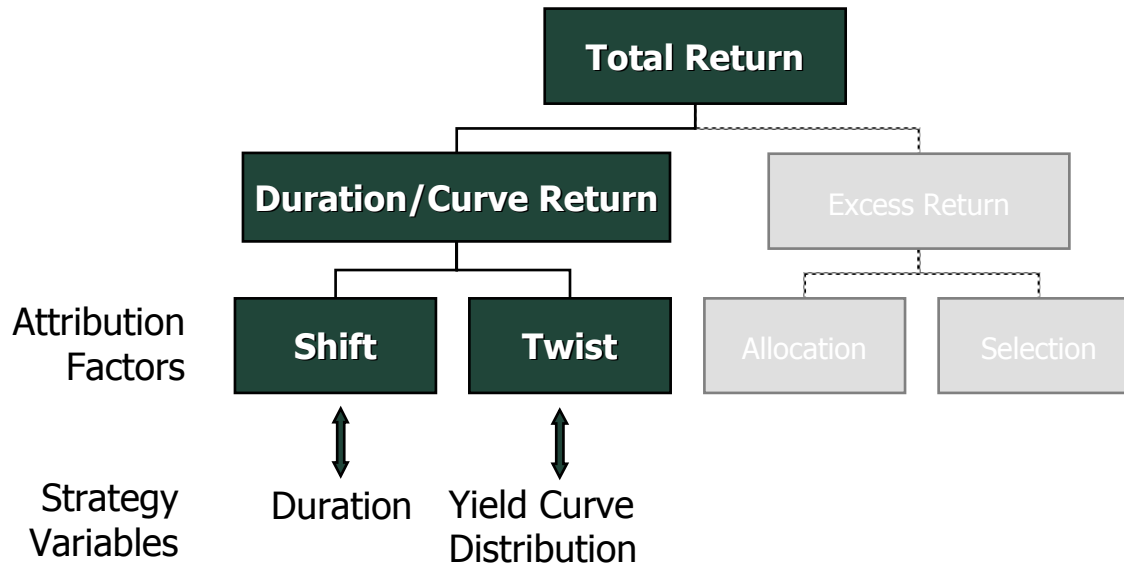 Total Return
Duration/Curve Return
Excess Return
Attribution
Factors
Shift
Twist
Allocation
Selection
Strategy
Variables
Duration
Yield Curve
Distribution